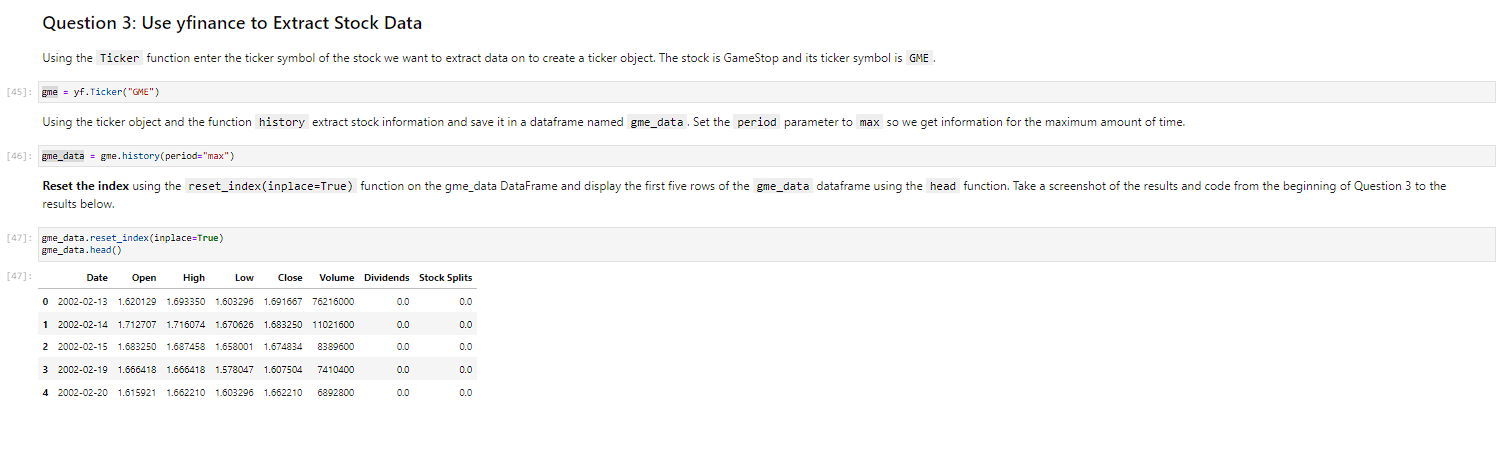 Question 3: Use yfinance to Extract Stock Data
Using the Ticker function enter the ticker symbol of the stock we want to extract data on to create a ticker object. The stock is GameStop and its ticker symbol is GME .
[45]: gme = yf.Ticker("GME")
Using the ticker object and the function history extract stock information and save it in a dataframe named gme_data . Set the period parameter to max so we get information for the maximum amount of time.
[46]: gme_data = gme.history(period="max")
Reset the index using the reset_index(inplace=True) function on the gme_data DataFrame and display the first five rows of the gme_data dataframe using the head function. Take a screenshot of the results and code from the beginning of Question 3 to the
results below.
[47]: gme_data.reset_index(inplace=True)
gme_data.head()
[47]: Date Open High Low Close Volume Dividends Stock Splits
0 2002-02-13 1.620129 1.693350 1.603296 1.691667 76216000 0.0 0.0
1 2002-02-14 1.712707 1.716074 1.670626 1.683250 11021600 0.0 0.0
2 2002-02-15 1.683250 1.687458 1.658001 1.674834 8389600 0.0 0.0
3 2002-02-19 1.666418 1.666418 1.578047 1.607504 7410400 0.0 0.0
4 2002-02-20 1.615921 1.662210 1.603296 1.662210 6892800 0.0 0.0